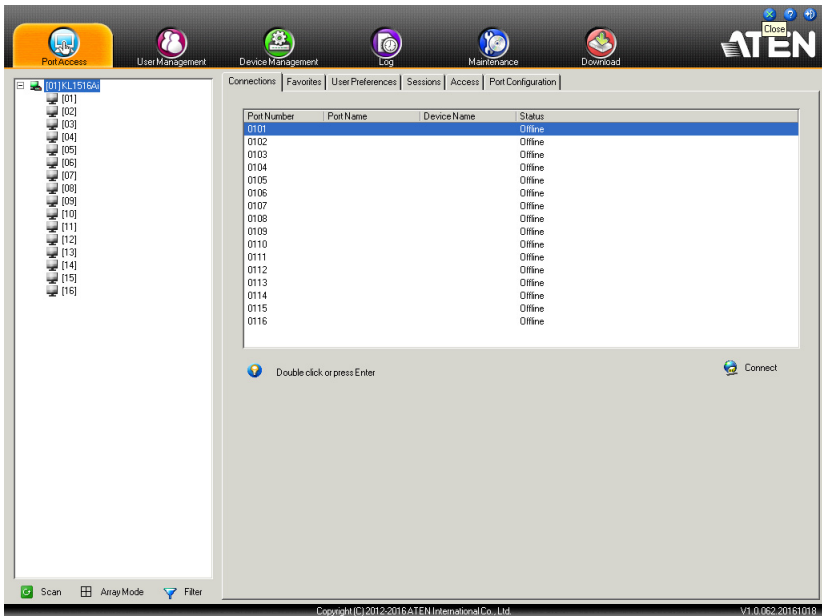 Close
ATEN
Port Access User Management Device Management Log Maintenance Download
[01]KL1516Ai
[01]
[02]
[03]
[04]
[05]
[06]
[07]
[08]
[09]
[10]
[11]
[12]
[13]
[14]
[15]
[16]
Scan Array Mode Filter
Connections Favorites User Preferences Sessions Access Port Configuration
Port Number Port Name Device Name Status
0101 Offline
0102 Offline
0103 Offline
0104 Offline
0105 Offline
0106 Offline
0107 Offline
0108 Offline
0109 Offline
0110 Offline
0111 Offline
0112 Offline
0113 Offline
0114 Offline
0115 Offline
0116 Offline
Double click or press Enter
Connect
Copyright (C) 2012-2016 ATEN International Co., Ltd.
V1.0.062.20161018